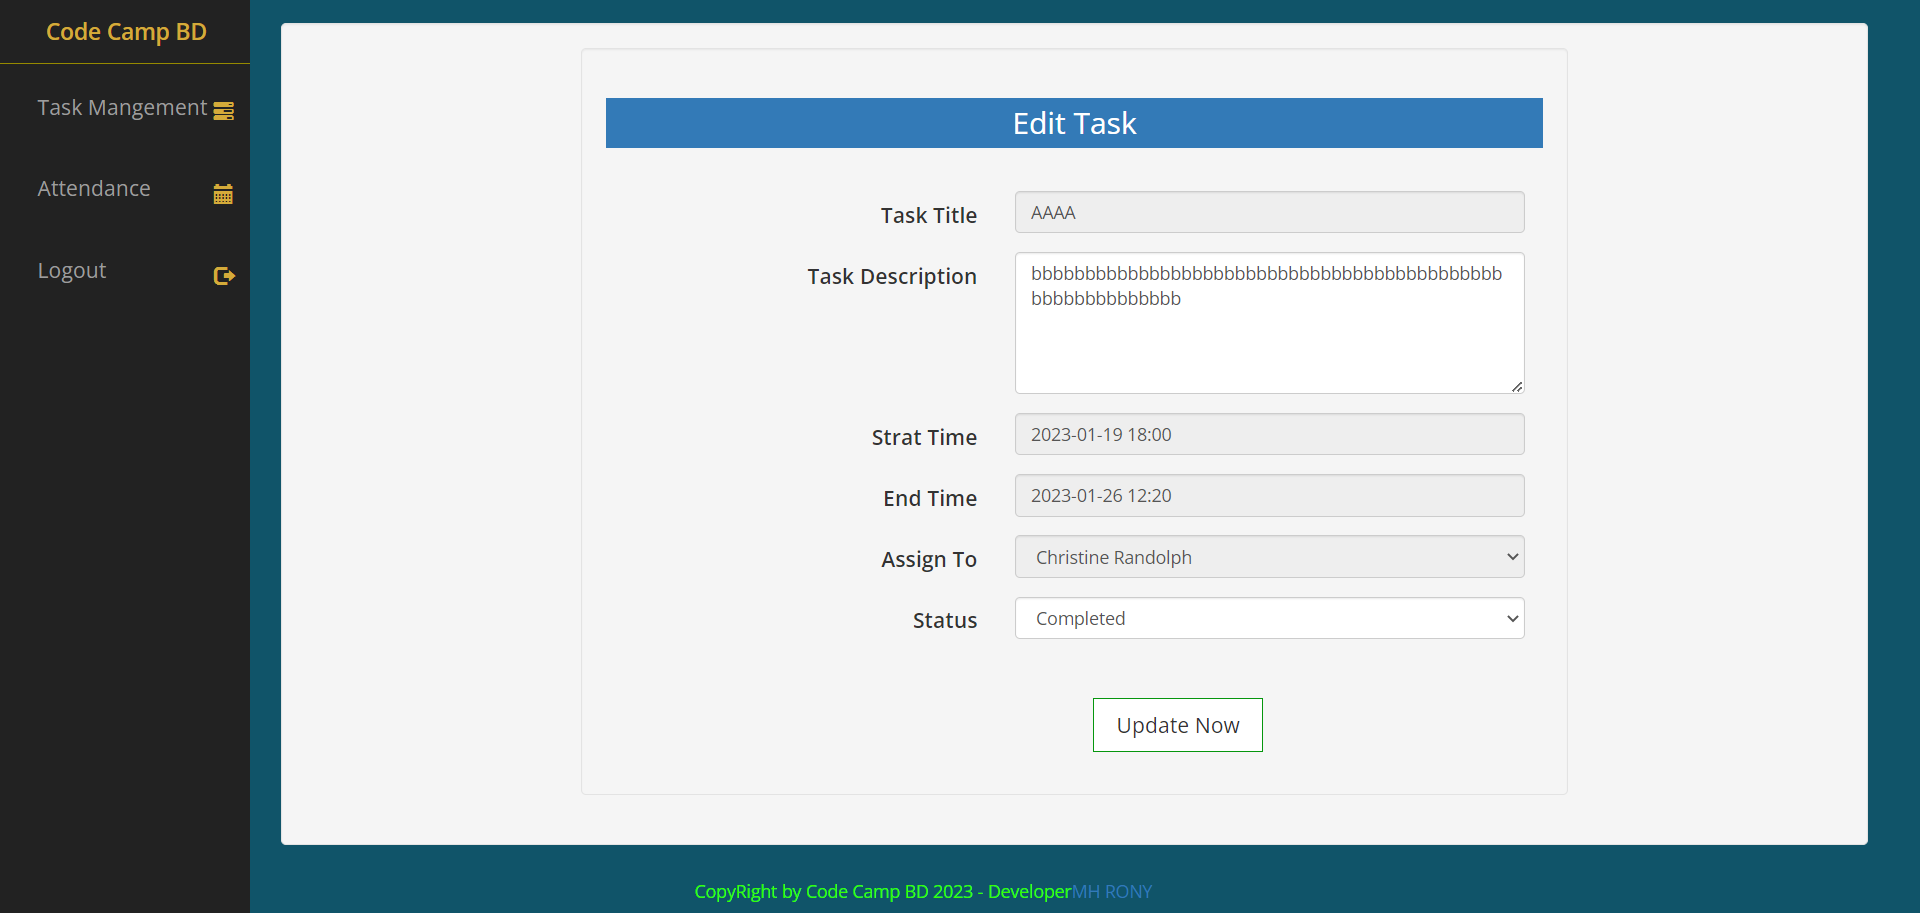 Code Camp BD
Task Mangement
Attendance
Logout
Edit Task
Task Title
AAAA
Task Description
bbbbbbbbbbbbbbbbbbbbbbbbbbbbbbbbbbbbbbbbbbbb
bbbbbbbbbbbbbb
Strat Time
2023-01-19 18:00
End Time
2023-01-26 12:20
Assign To
Christine Randolph
Status
Completed
Update Now
CopyRight by Code Camp BD 2023 - DeveloperMH RONY